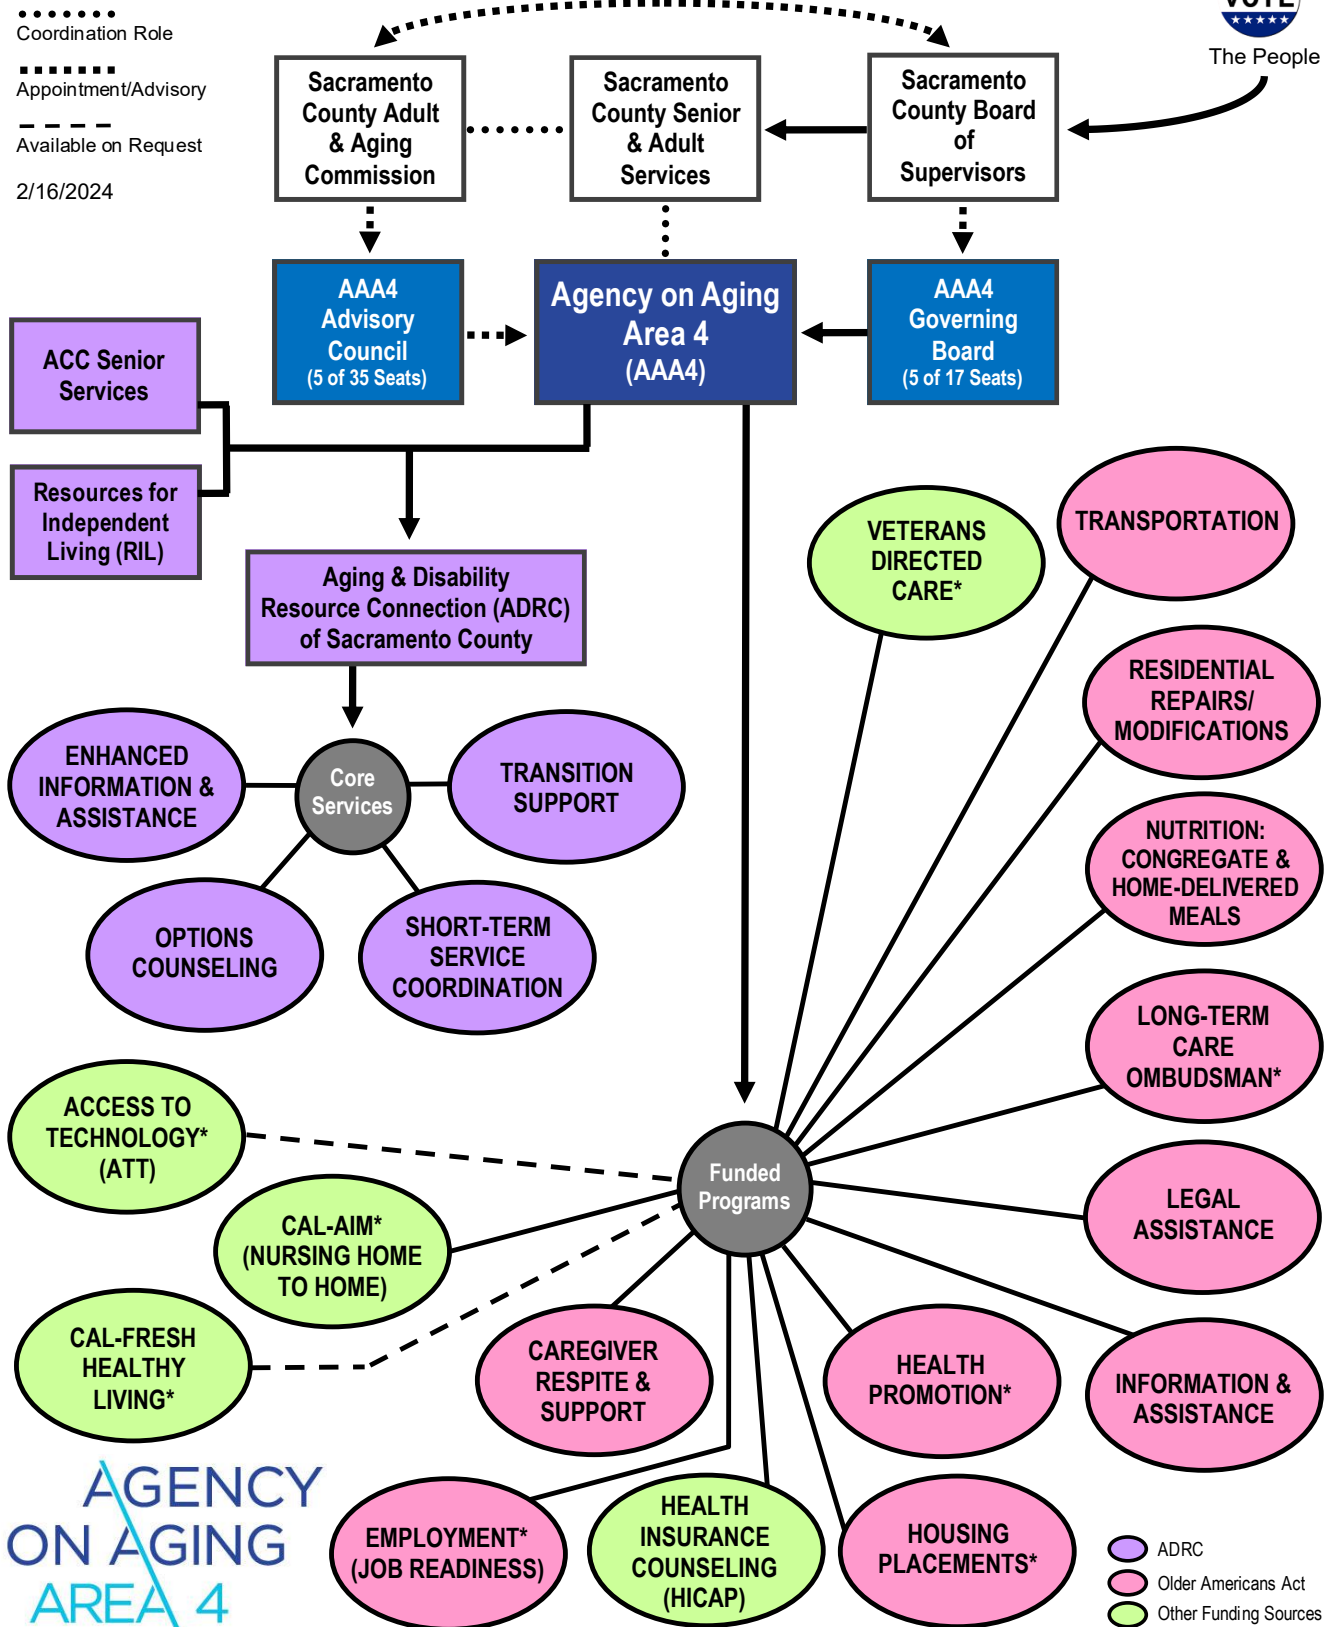 VOTE
The People
Coordination Role
Appointment/Advisory
Available on Request
2/16/2024
Sacramento
County Adult
& Aging
Commission
Sacramento
County Senior
& Adult
Services
Sacramento
County Board
of
Supervisors
AAA4
Advisory
Council
(5 of 35 Seats)
Agency on Aging
Area 4
(AAA4)
AAA4
Governing
Board
(5 of 17 Seats)
ACC Senior
Services
Resources for
Independent
Living (RIL)
Aging & Disability
Resource Connection (ADRC)
of Sacramento County
Core
Services
ENHANCED
INFORMATION &
ASSISTANCE
TRANSITION
SUPPORT
OPTIONS
COUNSELING
SHORT-TERM
SERVICE
COORDINATION
VETERANS
DIRECTED
CARE*
TRANSPORTATION
RESIDENTIAL
REPAIRS/
MODIFICATIONS
NUTRITION:
CONGREGATE &
HOME-DELIVERED
MEALS
LONG-TERM
CARE
OMBUDSMAN*
LEGAL
ASSISTANCE
INFORMATION &
ASSISTANCE
Funded
Programs
ACCESS TO
TECHNOLOGY*
(ATT)
CAL-AIM*
(NURSING HOME
TO HOME)
CAL-FRESH
HEALTHY
LIVING*
CAREGIVER
RESPITE &
SUPPORT
HEALTH
PROMOTION*
EMPLOYMENT*
(JOB READINESS)
HEALTH
INSURANCE
COUNSELING
(HICAP)
HOUSING
PLACEMENTS*
AGENCY
ON AGING
AREA 4
ADRC
Older Americans Act
Other Funding Sources